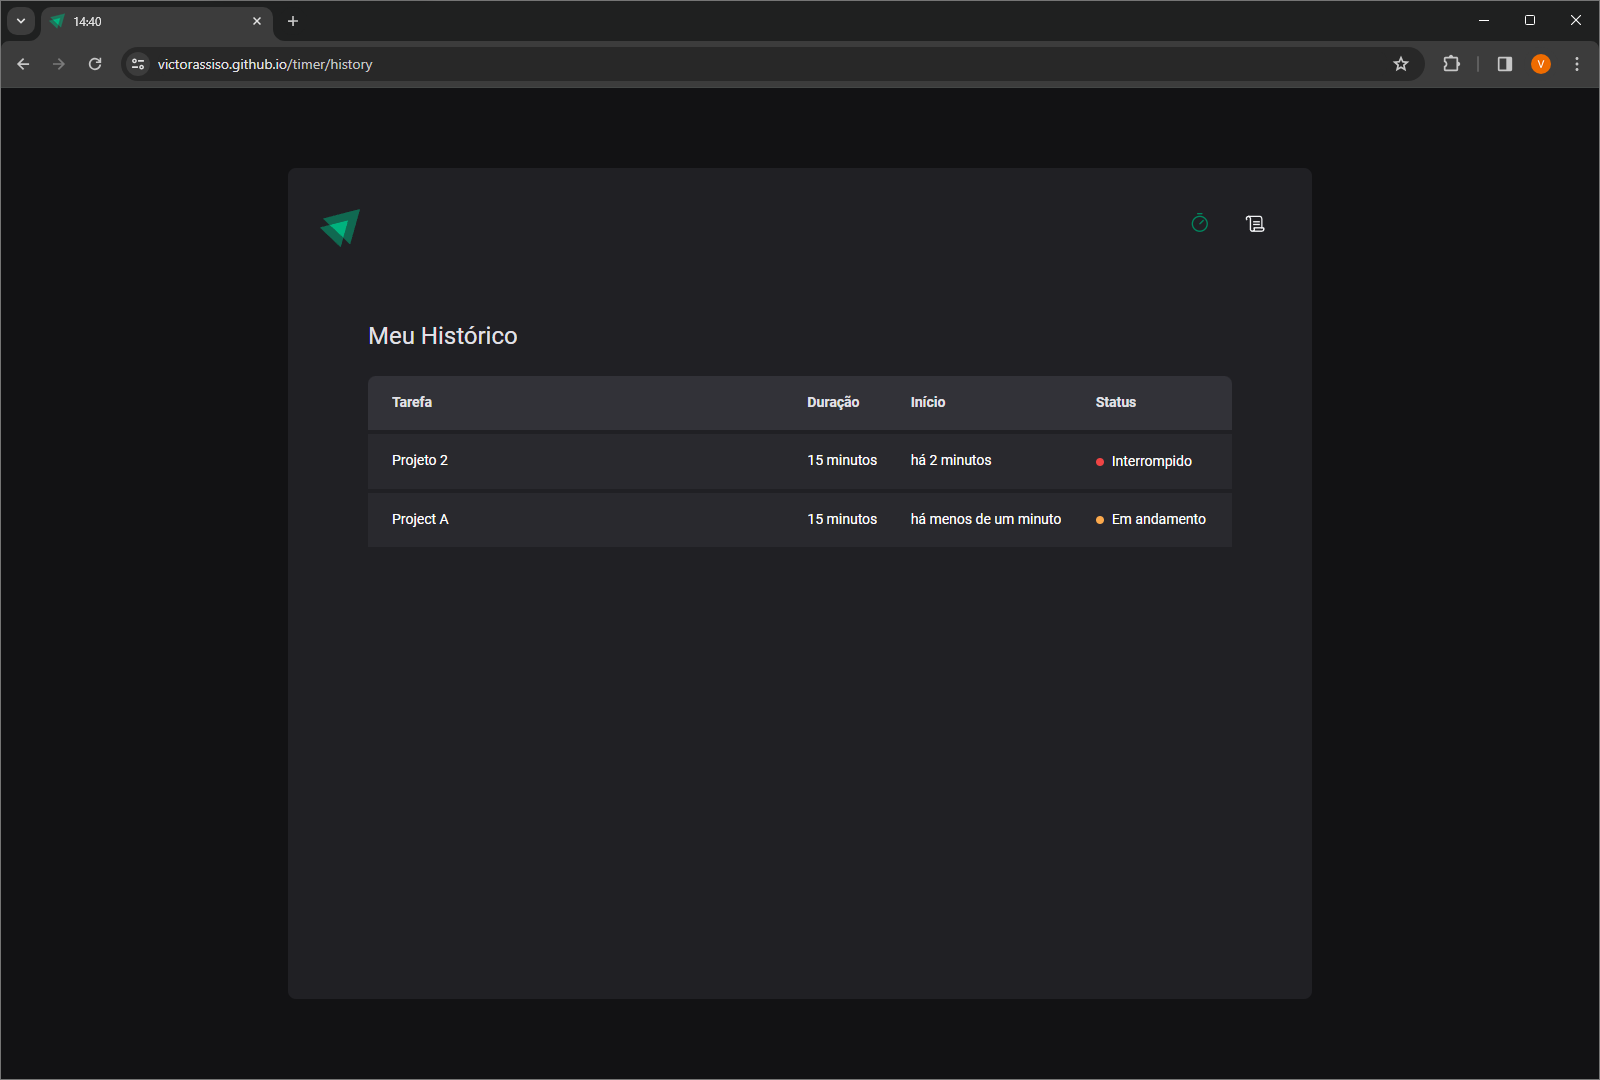 14:40
victorassiso.github.io/timer/history
V
Meu Histórico
Tarefa Duração Início Status
Projeto 2 15 minutos há 2 minutos Interrompido
Project A 15 minutos há menos de um minuto Em andamento